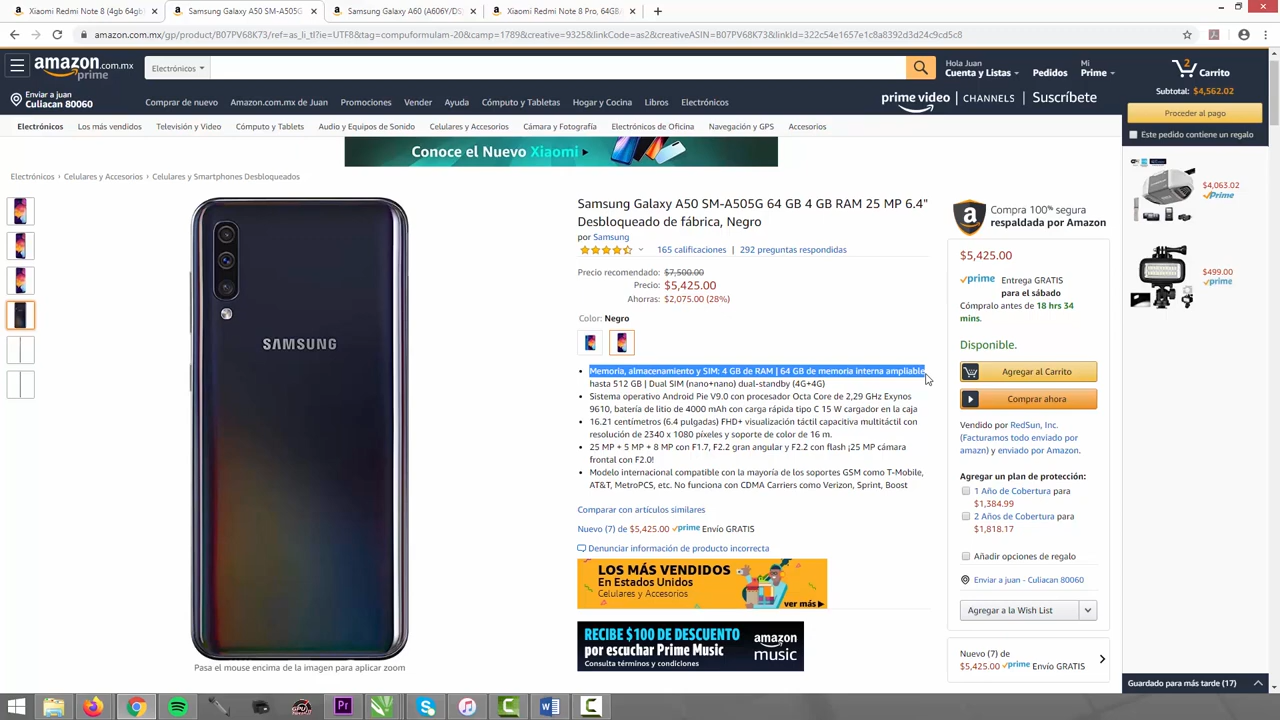 Xiaomi Redmi Note 8 (4gb 64gb
Samsung Galaxy A50 SM-A505G
Samsung Galaxy A60 (A606Y/DS)
Xiaomi Redmi Note 8 Pro, 64GB
amazon.com.mx/gp/product/B07PV68K73/ref=as_li_tl?ie=UTF8&tag=compuformulam-20&camp=1789&creative=9325&linkCode=as2&creativeASIN=B07PV68K73&linkId=322c54e1657e1c8a8392d3d24c9cd5c8
amazon.com.mx
prime
Electrónicos
Hola Juan
Cuenta y Listas
Pedidos
Mi
Prime
2
Carrito
Enviar a juan
Culiacan 80060
Comprar de nuevo
Amazon.com.mx de Juan
Promociones
Vender
Ayuda
Cómputo y Tabletas
Hogar y Cocina
Libros
Electrónicos
prime video
CHANNELS
Suscríbete
Subtotal: $4,562.02
Proceder al pago
Este pedido contiene un regalo
Electrónicos
Los más vendidos
Televisión y Video
Cómputo y Tablets
Audio y Equipos de Sonido
Celulares y Accesorios
Cámara y Fotografía
Electrónicos de Oficina
Navegación y GPS
Accesorios
Conoce el Nuevo Xiaomi
Electrónicos › Celulares y Accesorios › Celulares y Smartphones Desbloqueados
SAMSUNG
Pasa el mouse encima de la imagen para aplicar zoom
Samsung Galaxy A50 SM-A505G 64 GB 4 GB RAM 25 MP 6.4"
Desbloqueado de fábrica, Negro
por Samsung
165 calificaciones | 292 preguntas respondidas
Precio recomendado: $7,500.00
Precio: $5,425.00
Ahorras: $2,075.00 (28%)
Color: Negro
Memoria, almacenamiento y SIM: 4 GB de RAM | 64 GB de memoria interna ampliable
hasta 512 GB | Dual SIM (nano+nano) dual-standby (4G+4G)
Sistema operativo Android Pie V9.0 con procesador Octa Core de 2,29 GHz Exynos
9610, batería de litio de 4000 mAh con carga rápida tipo C 15 W cargador en la caja
16.21 centímetros (6.4 pulgadas) FHD+ visualización táctil capacitiva multitáctil con
resolución de 2340 x 1080 píxeles y soporte de color de 16 m.
25 MP + 5 MP + 8 MP con F1.7, F2.2 gran angular y F2.2 con flash ¡25 MP cámara
frontal con F2.0!
Modelo internacional compatible con la mayoría de los soportes GSM como T-Mobile,
AT&T, MetroPCS, etc. No funciona con CDMA Carriers como Verizon, Sprint, Boost
Comparar con artículos similares
Nuevo (7) de $5,425.00 prime Envío GRATIS
Denunciar información de producto incorrecta
LOS MÁS VENDIDOS
En Estados Unidos
Celulares y Accesorios
ver más
RECIBE $100 DE DESCUENTO
por escuchar Prime Music
Consulta términos y condiciones
amazon
music
Compra 100% segura
respaldada por Amazon
$5,425.00
prime Entrega GRATIS
para el sábado
Cómpralo antes de 18 hrs 34
mins.
Disponible.
Agregar al Carrito
Comprar ahora
Vendido por RedSun, Inc.
(Facturamos todo enviado por
amazn) y enviado por Amazon.
Agregar un plan de protección:
1 Año de Cobertura para
$1,384.99
2 Años de Cobertura para
$1,818.17
Añadir opciones de regalo
Enviar a juan - Culiacan 80060
Agregar a la Wish List
Nuevo (7) de
$5,425.00 prime Envío GRATIS
$4,063.02
prime
$499.00
prime
Guardado para más tarde (17)